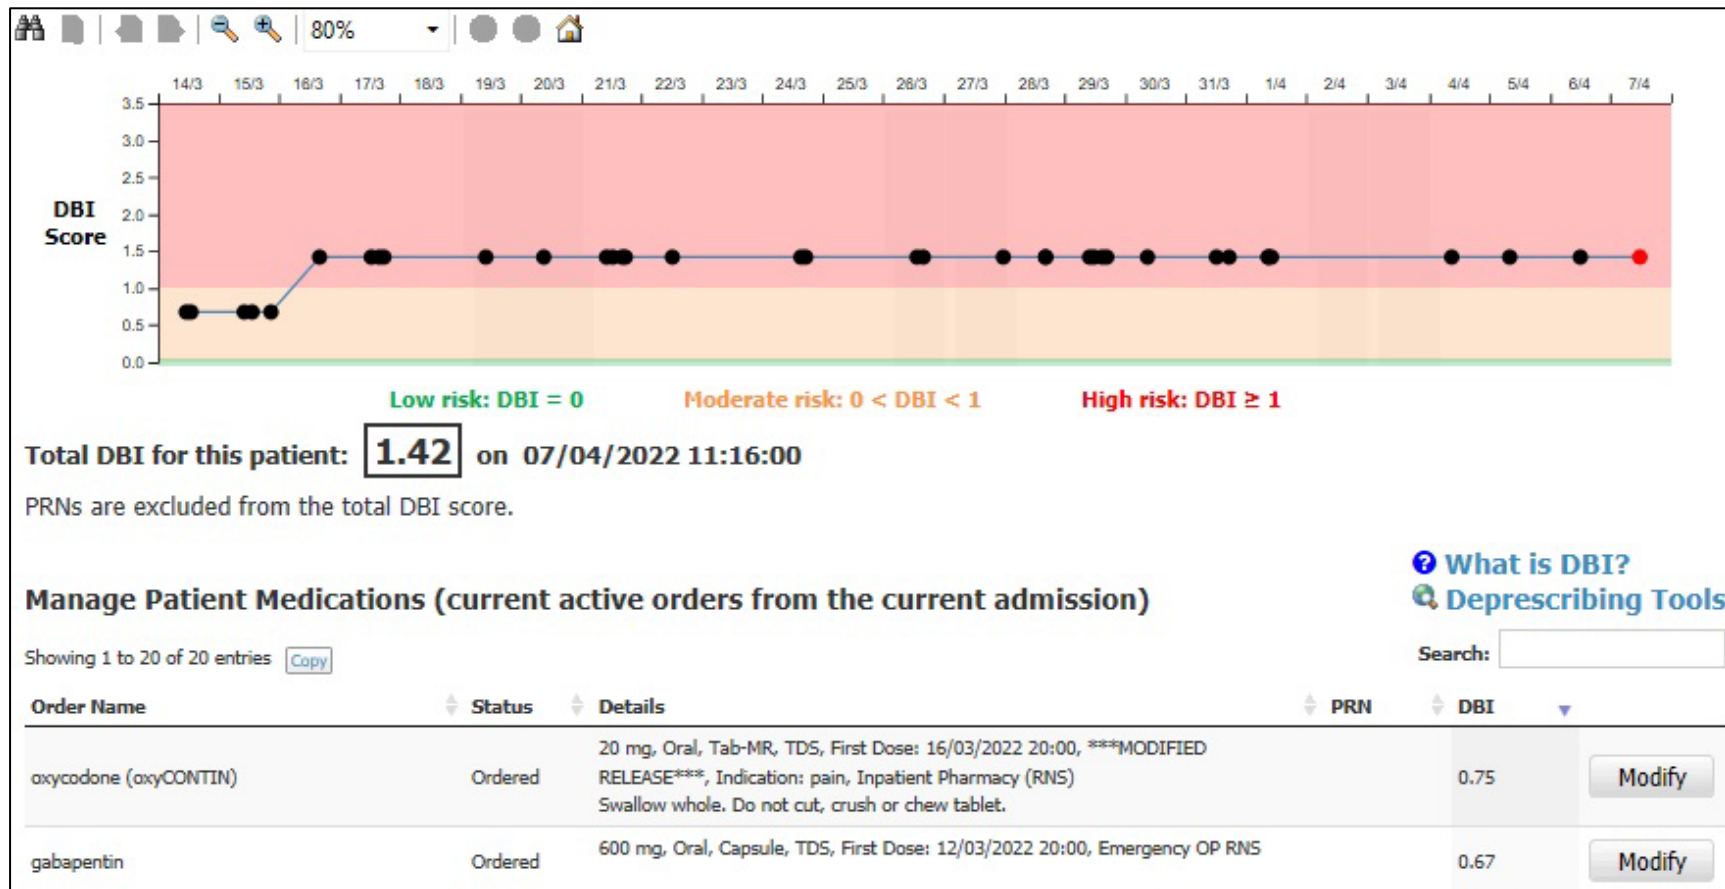 80%
14/3 15/3 16/3 17/3 18/3 19/3 20/3 21/3 22/3 23/3 24/3 25/3 26/3 27/3 28/3 29/3 30/3 31/3 1/4 2/4 3/4 4/4 5/4 6/4 7/4
3.5
3.0
2.5
2.0
1.5
1.0
0.5
0.0
DBI
Score
Low risk: DBI = 0 Moderate risk: 0 < DBI < 1 High risk: DBI ≥ 1
Total DBI for this patient: 1.42 on 07/04/2022 11:16:00
PRNs are excluded from the total DBI score.
? What is DBI?
Manage Patient Medications (current active orders from the current admission) Deprescribing Tools
Showing 1 to 20 of 20 entries Copy Search:
Order Name Status Details PRN DBI
20 mg, Oral, Tab-MR, TDS, First Dose: 16/03/2022 20:00, ***MODIFIED
oxycodone (oxyCONTIN) Ordered RELEASE***, Indication: pain, Inpatient Pharmacy (RNS) 0.75 Modify
Swallow whole. Do not cut, crush or chew tablet.
gabapentin Ordered 600 mg, Oral, Capsule, TDS, First Dose: 12/03/2022 20:00, Emergency OP RNS 0.67 Modify